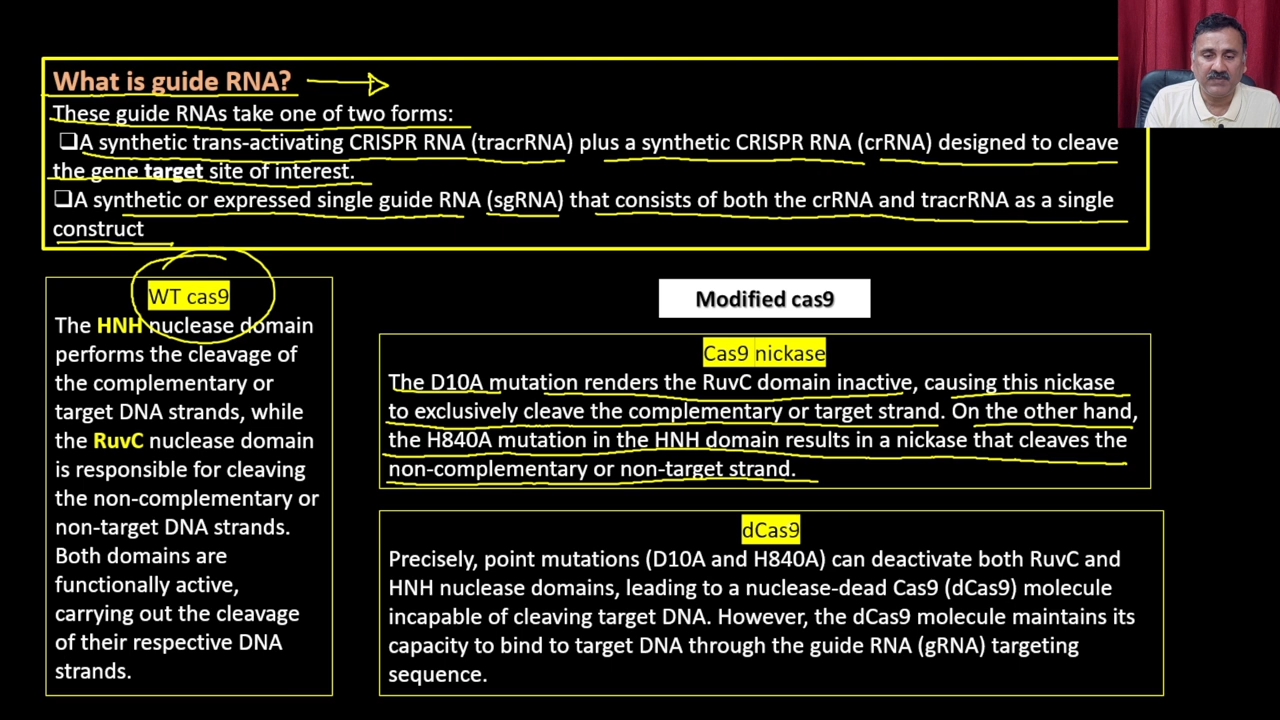 What is guide RNA?
These guide RNAs take one of two forms:
❑A synthetic trans-activating CRISPR RNA (tracrRNA) plus a synthetic CRISPR RNA (crRNA) designed to cleave
the gene target site of interest.
❑A synthetic or expressed single guide RNA (sgRNA) that consists of both the crRNA and tracrRNA as a single
construct
WT cas9
The HNH nuclease domain
performs the cleavage of
the complementary or
target DNA strands, while
the RuvC nuclease domain
is responsible for cleaving
the non-complementary or
non-target DNA strands.
Both domains are
functionally active,
carrying out the cleavage
of their respective DNA
strands.
Modified cas9
Cas9 nickase
The D10A mutation renders the RuvC domain inactive, causing this nickase
to exclusively cleave the complementary or target strand. On the other hand,
the H840A mutation in the HNH domain results in a nickase that cleaves the
non-complementary or non-target strand.
dCas9
Precisely, point mutations (D10A and H840A) can deactivate both RuvC and
HNH nuclease domains, leading to a nuclease-dead Cas9 (dCas9) molecule
incapable of cleaving target DNA. However, the dCas9 molecule maintains its
capacity to bind to target DNA through the guide RNA (gRNA) targeting
sequence.